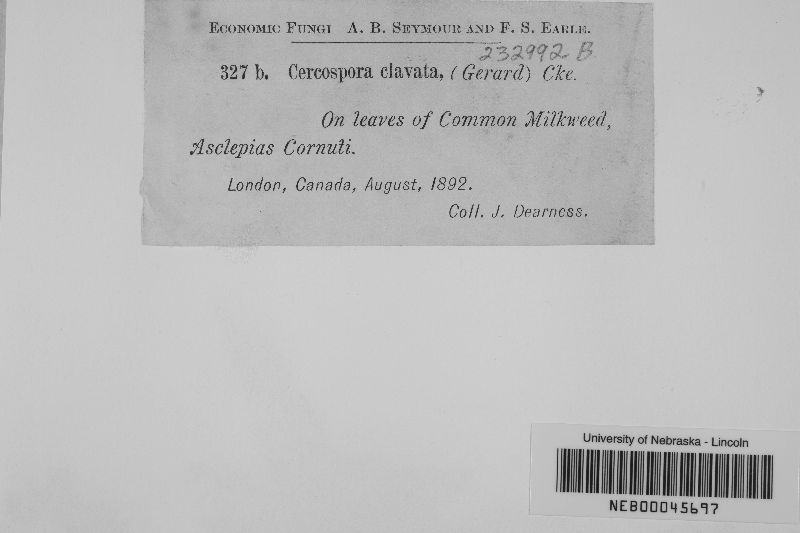 Economic Fungi A. B. Seymour and F. S. Earle.
232992 B
327 b. Cercospora clavata, (Gerard) Cke.
On leaves of Common Milkweed,
Asclepias Cornuti.
London, Canada, August, 1892.
Coll. J. Dearness.
University of Nebraska - Lincoln
NEB00045697